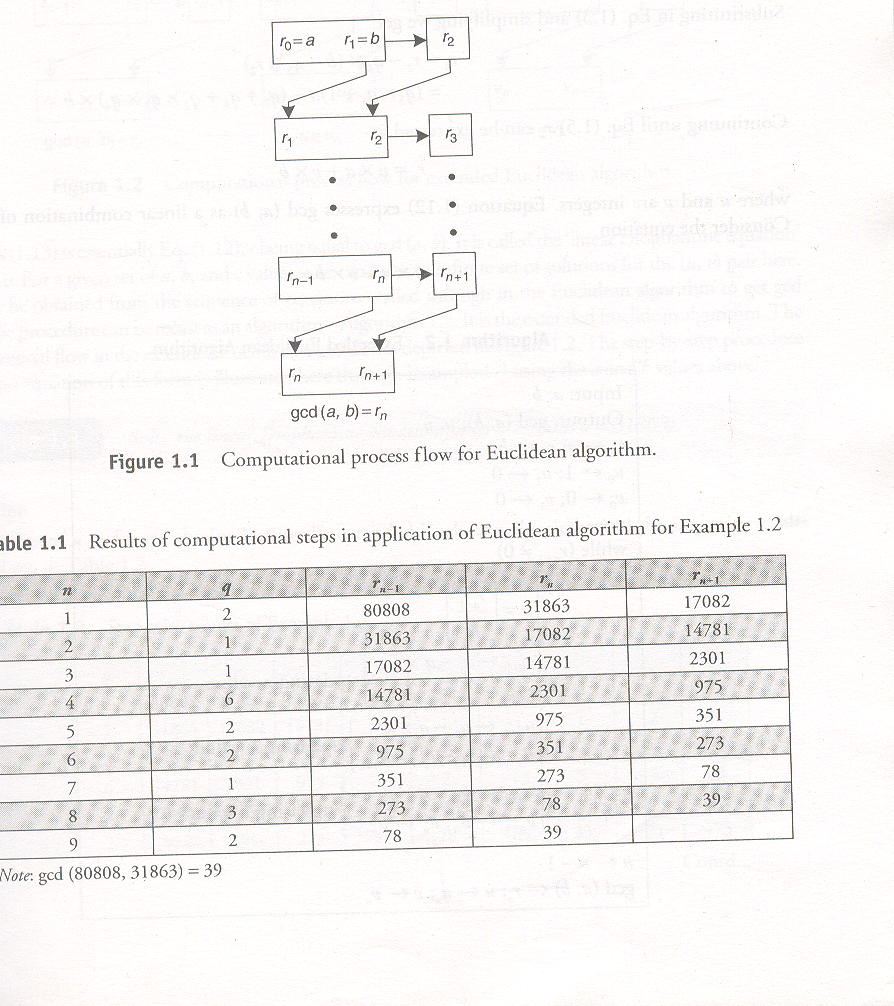 r0=a r1=b r2
r1 r2 r3
rn−1 rn rn+1
rn rn+1
gcd (a, b) = rn
Figure 1.1 Computational process flow for Euclidean algorithm.
able 1.1 Results of computational steps in application of Euclidean algorithm for Example 1.2
n q rn−1 rn rn+1
1 2 80808 31863 17082
2 1 31863 17082 14781
3 1 17082 14781 2301
4 6 14781 2301 975
5 2 2301 975 351
6 2 975 351 273
7 1 351 273 78
8 3 273 78 39
9 2 78 39
Note: gcd (80808, 31863) = 39